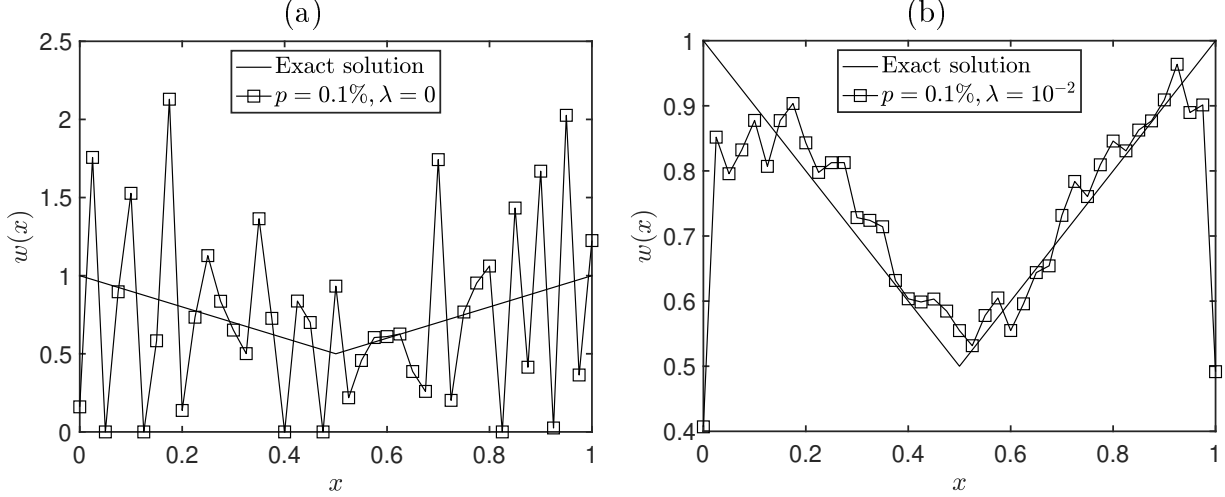 (a)
2.5
2
1.5
1
0.5
0
w(x)
Exact solution
p = 0.1%, λ = 0
0 0.2 0.4 0.6 0.8 1
x
(b)
1
0.9
0.8
0.7
0.6
0.5
0.4
w(x)
Exact solution
p = 0.1%, λ = 10⁻²
0 0.2 0.4 0.6 0.8 1
x